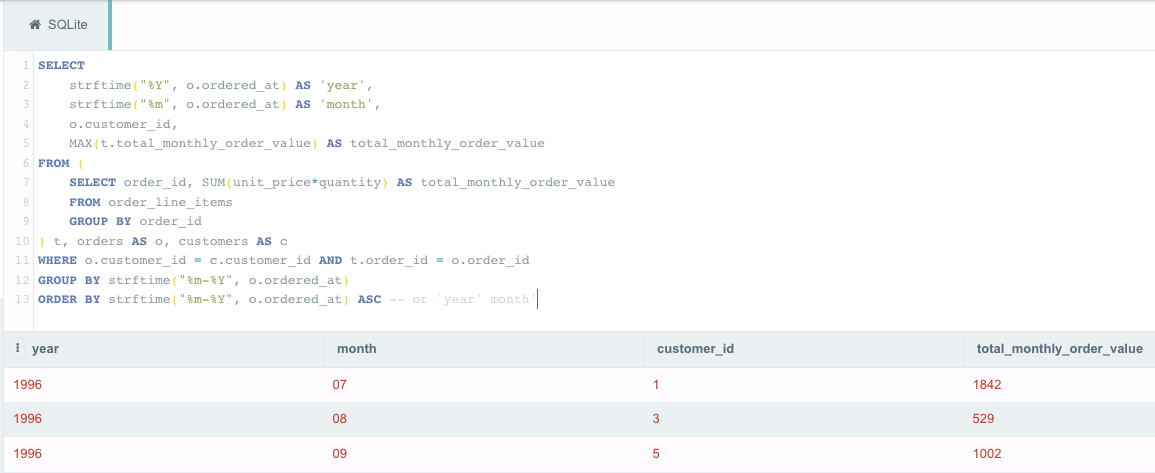 SQLite
1 SELECT
2 strftime("%Y", o.ordered_at) AS 'year',
3 strftime("%m", o.ordered_at) AS 'month',
4 o.customer_id,
5 MAX(t.total_monthly_order_value) AS total_monthly_order_value
6 FROM (
7 SELECT order_id, SUM(unit_price*quantity) AS total_monthly_order_value
8 FROM order_line_items
9 GROUP BY order_id
10 ) t, orders AS o, customers AS c
11 WHERE o.customer_id = c.customer_id AND t.order_id = o.order_id
12 GROUP BY strftime("%m-%Y", o.ordered_at)
13 ORDER BY strftime("%m-%Y", o.ordered_at) ASC -- or 'year' month'
year month customer_id total_monthly_order_value
1996 07 1 1842
1996 08 3 529
1996 09 5 1002